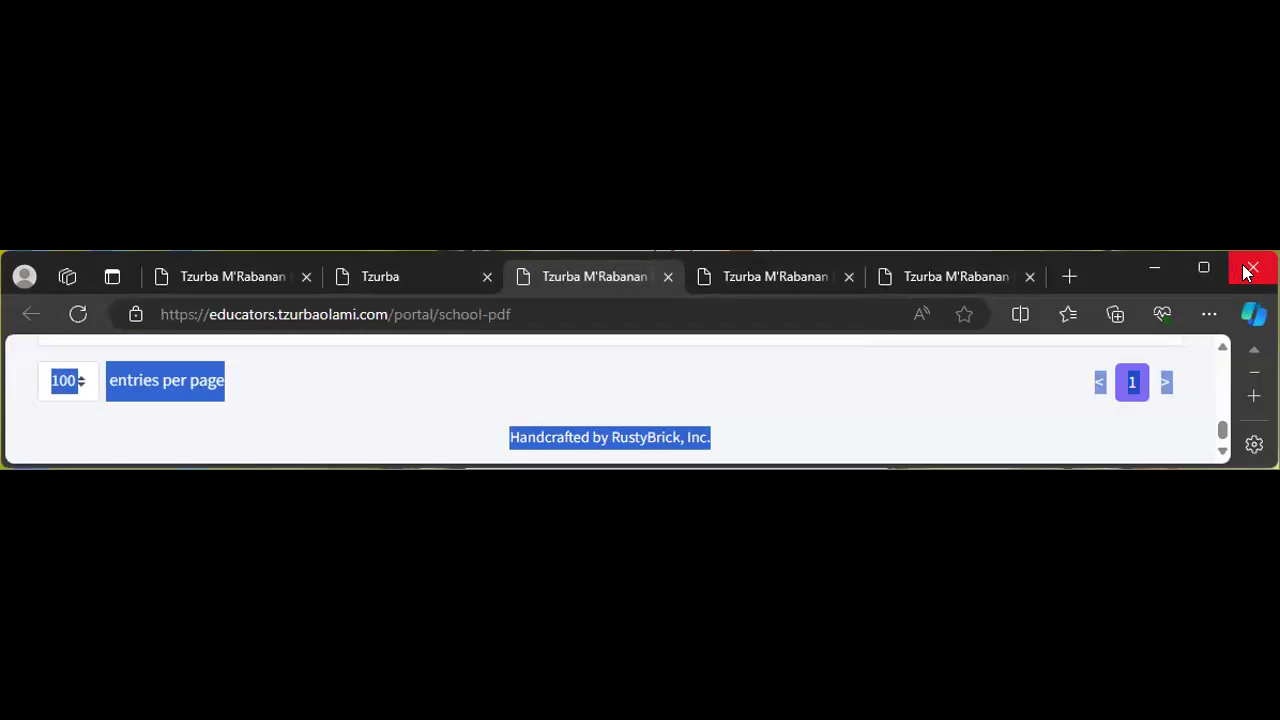 Tzurba M'Rabanan
Tzurba
Tzurba M'Rabanan
Tzurba M'Rabanan
Tzurba M'Rabanan
https://educators.tzurbaolami.com/portal/school-pdf
100
entries per page
< 1 >
Handcrafted by RustyBrick, Inc.